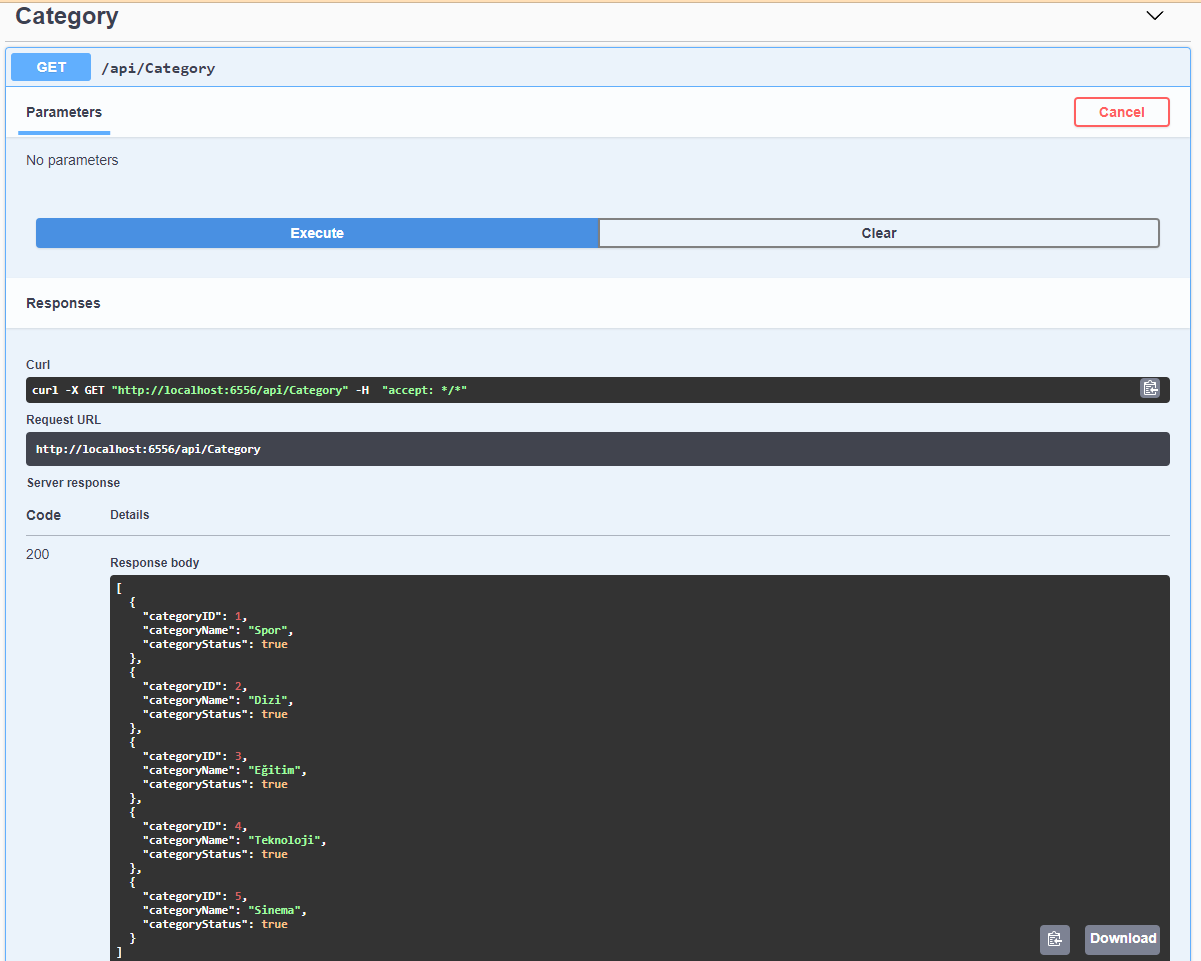 Category
GET /api/Category
Parameters Cancel
No parameters
Execute Clear
Responses
Curl
curl -X GET "http://localhost:6556/api/Category" -H  "accept: */*"
Request URL
http://localhost:6556/api/Category
Server response
Code Details
200
Response body
[
  {
    "categoryID": 1,
    "categoryName": "Spor",
    "categoryStatus": true
  },
  {
    "categoryID": 2,
    "categoryName": "Dizi",
    "categoryStatus": true
  },
  {
    "categoryID": 3,
    "categoryName": "Eğitim",
    "categoryStatus": true
  },
  {
    "categoryID": 4,
    "categoryName": "Teknoloji",
    "categoryStatus": true
  },
  {
    "categoryID": 5,
    "categoryName": "Sinema",
    "categoryStatus": true
  }
]
Download